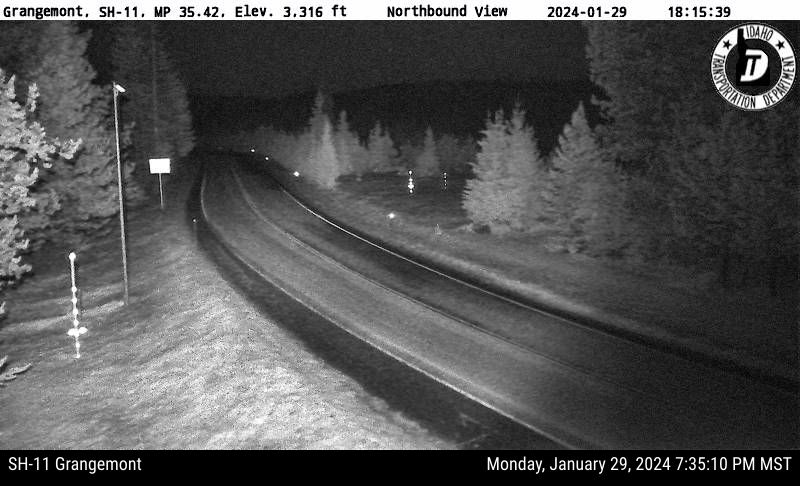 Grangemont, SH-11, MP 35.42, Elev. 3,316 ft Northbound View 2024-01-29 18:15:39
IDAHO
TRANSPORTATION DEPARTMENT
SH-11 Grangemont
Monday, January 29, 2024 7:35:10 PM MST